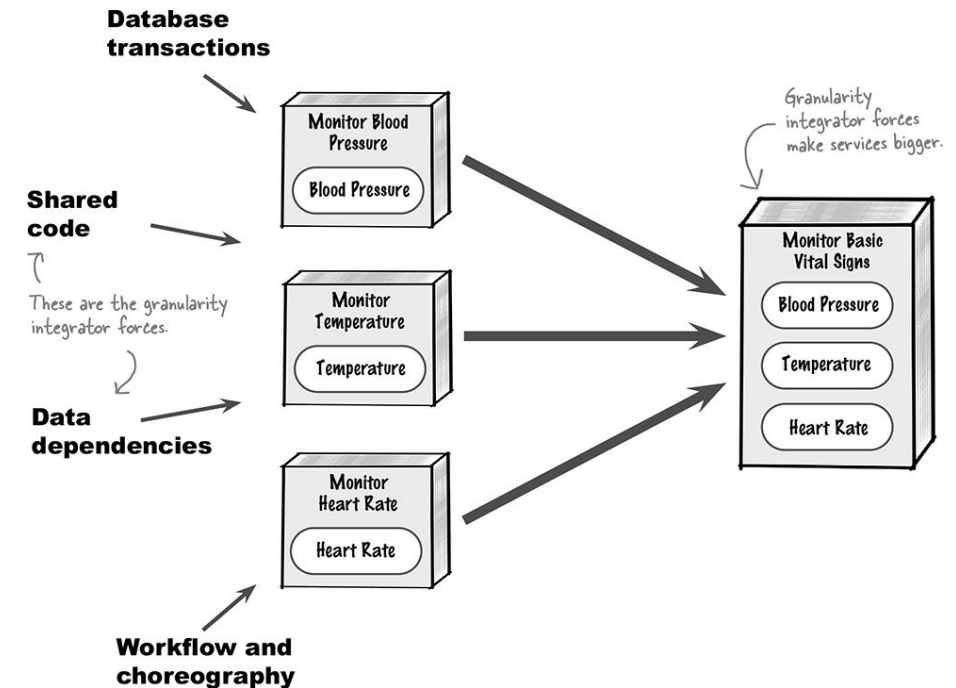 Database
transactions
Monitor Blood
Pressure
Blood Pressure
Granularity
integrator forces
make services bigger.
Shared
code
These are the granularity
integrator forces.
Monitor
Temperature
Temperature
Monitor Basic
Vital Signs
Blood Pressure
Temperature
Heart Rate
Data
dependencies
Monitor
Heart Rate
Heart Rate
Workflow and
choreography